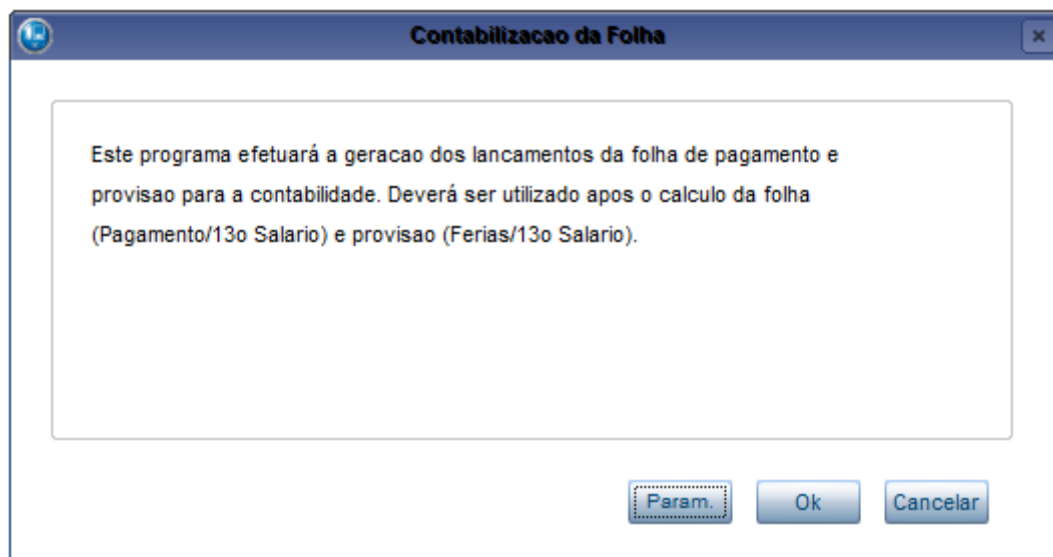 Contabilizacao da Folha
Este programa efetuará a geracao dos lancamentos da folha de pagamento e
provisao para a contabilidade. Deverá ser utilizado apos o calculo da folha
(Pagamento/13o Salario) e provisao (Ferias/13o Salario).
Param. Ok Cancelar